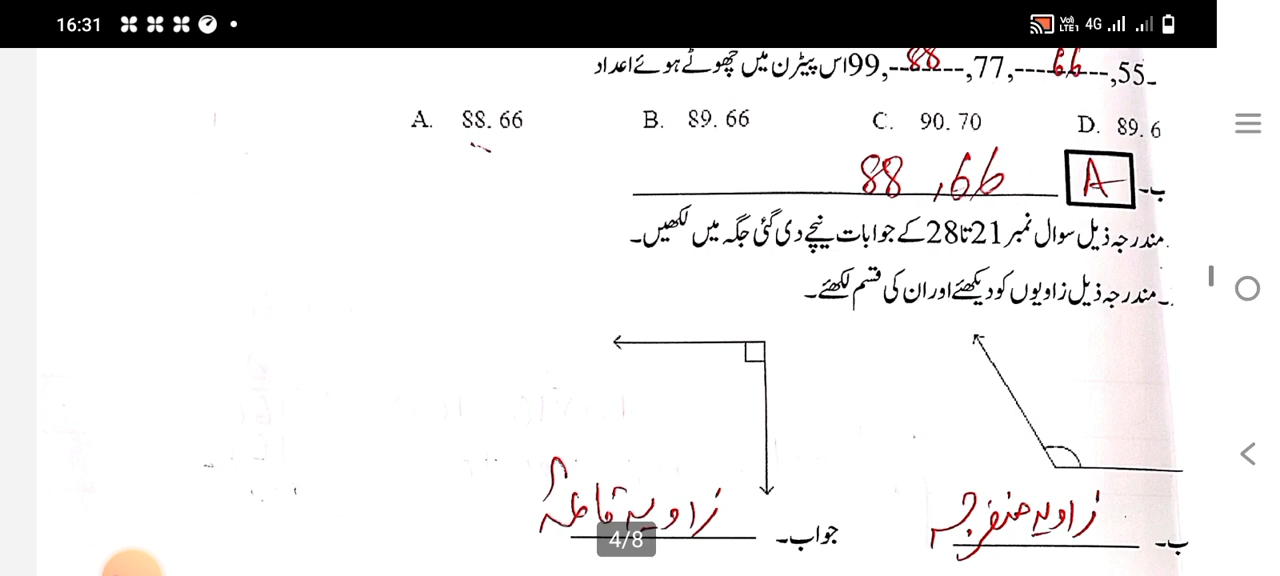 16:31
4G
55,----66---,77,---88---,99اس پیٹرن میں چھوٹے ہوئے اعداد
A. 88. 66 B. 89. 66 C. 90. 70 D. 89. 6
A 88 ,66
مندرجہ ذیل سوال نمبر 21 تا 28 کے جوابات نیچے دی گئی جگہ میں لکھیں۔
مندرجہ ذیل زاویوں کو دیکھئے اور ان کی قسم لکھئے۔
زاویہ منفرجہ
جواب۔ زاویہ قائمہ
4/8